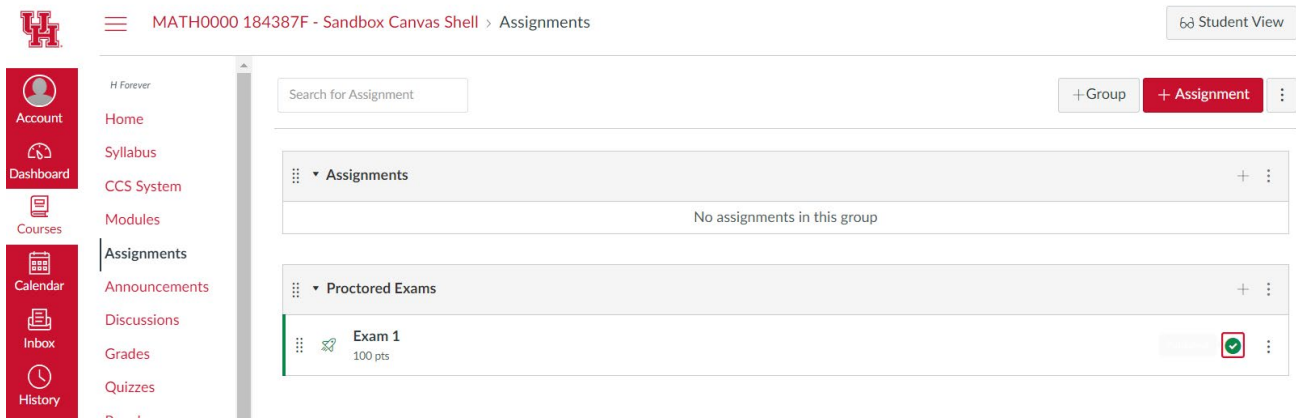 MATH0000 184387F - Sandbox Canvas Shell › Assignments
Student View
Account
Dashboard
Courses
Calendar
Inbox
History
H Forever
Home
Syllabus
CCS System
Modules
Assignments
Announcements
Discussions
Grades
Quizzes
Search for Assignment
+Group
+ Assignment
Assignments
No assignments in this group
Proctored Exams
Exam 1
100 pts